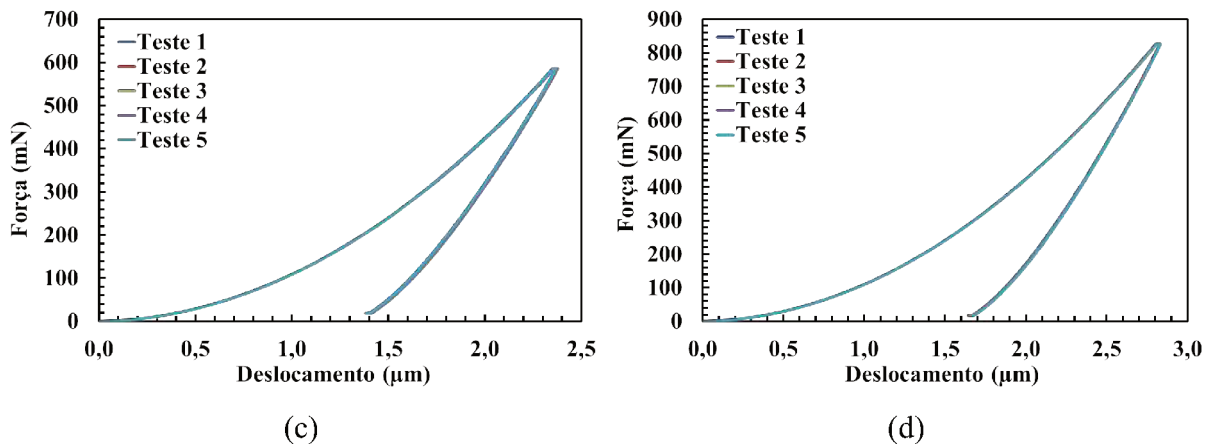 700
600
500
400
300
200
100
0
Força (mN)
Teste 1
Teste 2
Teste 3
Teste 4
Teste 5
0,0 0,5 1,0 1,5 2,0 2,5
Deslocamento (µm)
(c)
900
800
700
600
500
400
300
200
100
0
Força (mN)
Teste 1
Teste 2
Teste 3
Teste 4
Teste 5
0,0 0,5 1,0 1,5 2,0 2,5 3,0
Deslocamento (µm)
(d)